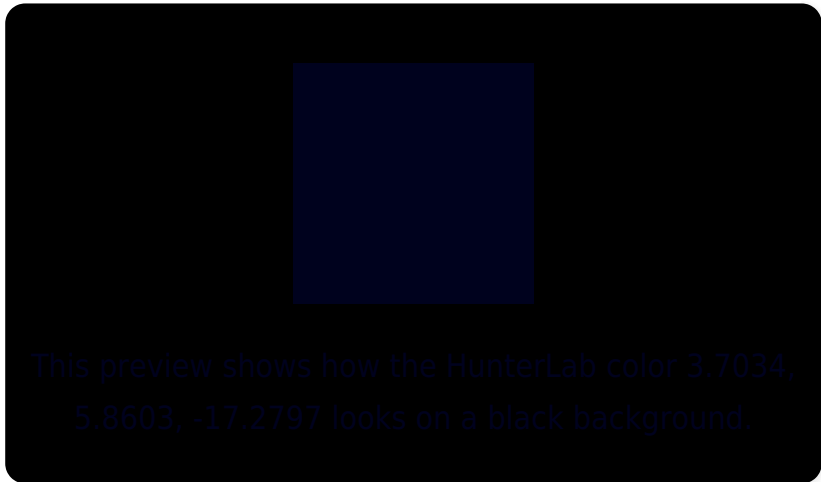 This preview shows how the HunterLab color 3.7034,
5.8603, -17.2797 looks on a black background.